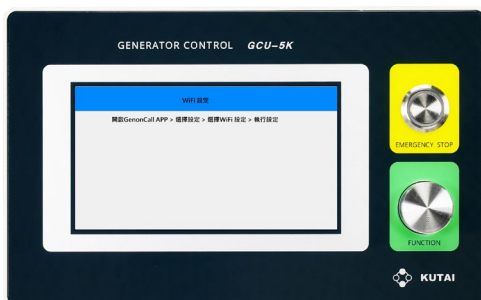 GENERATOR CONTROL GCU-5K
WiFi 設定
開啟GenonCall APP > 選擇設定 > 選擇WiFi 設定 > 執行設定
EMERGENCY STOP
FUNCTION
KUTAI